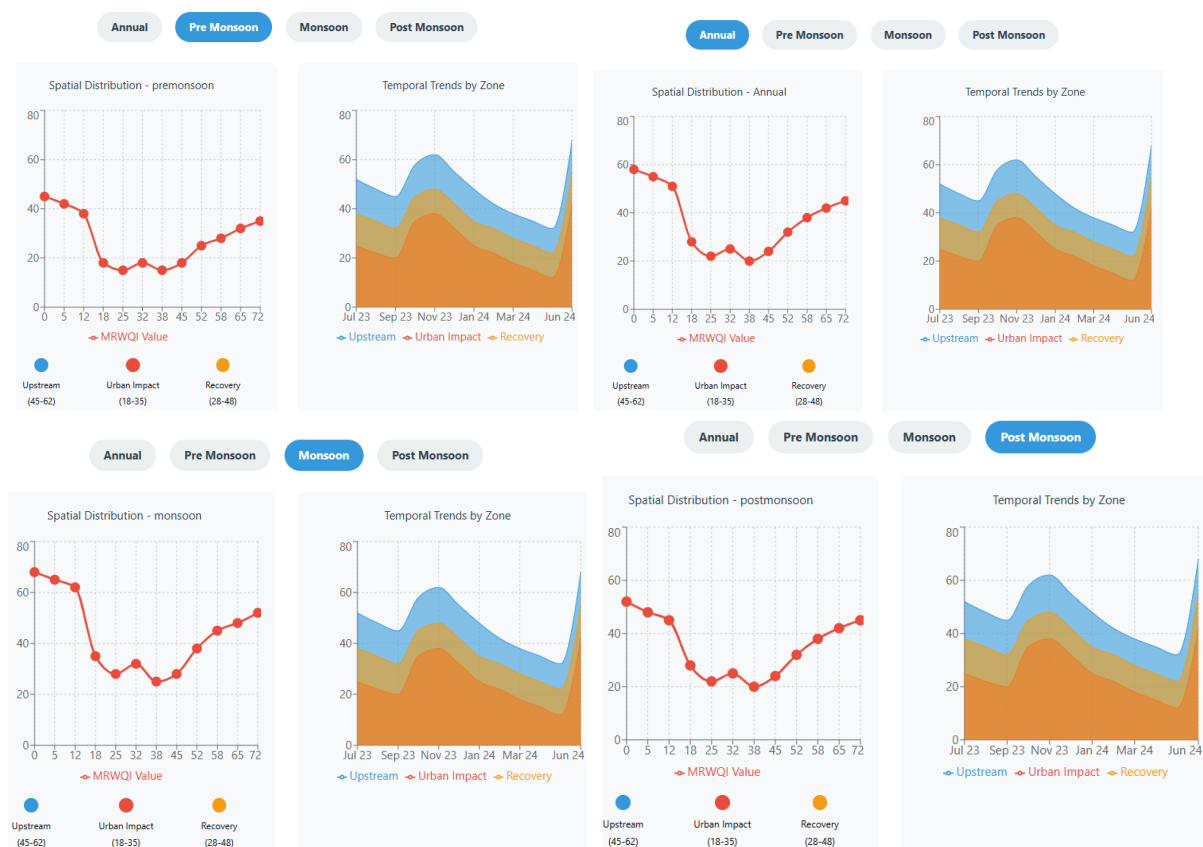 Annual Pre Monsoon Monsoon Post Monsoon
Spatial Distribution - premonsoon
80
60
40
20
0
0 5 12 18 25 32 38 45 52 58 65 72
MRWQI Value
Upstream Urban Impact Recovery
(45-62) (18-35) (28-48)
Temporal Trends by Zone
80
60
40
20
0
Jul 23 Sep 23 Nov 23 Jan 24 Mar 24 Jun 24
Upstream Urban Impact Recovery
Annual Pre Monsoon Monsoon Post Monsoon
Spatial Distribution - Annual
80
60
40
20
0
0 5 12 18 25 32 38 45 52 58 65 72
MRWQI Value
Upstream Urban Impact Recovery
(45-62) (18-35) (28-48)
Temporal Trends by Zone
80
60
40
20
0
Jul 23 Sep 23 Nov 23 Jan 24 Mar 24 Jun 24
Upstream Urban Impact Recovery
Annual Pre Monsoon Monsoon Post Monsoon
Spatial Distribution - monsoon
80
60
40
20
0
0 5 12 18 25 32 38 45 52 58 65 72
MRWQI Value
Upstream Urban Impact Recovery
(45-62) (18-35) (28-48)
Temporal Trends by Zone
80
60
40
20
0
Jul 23 Sep 23 Nov 23 Jan 24 Mar 24 Jun 24
Upstream Urban Impact Recovery
Annual Pre Monsoon Monsoon Post Monsoon
Spatial Distribution - postmonsoon
80
60
40
20
0
0 5 12 18 25 32 38 45 52 58 65 72
MRWQI Value
Upstream Urban Impact Recovery
(45-62) (18-35) (28-48)
Temporal Trends by Zone
80
60
40
20
0
Jul 23 Sep 23 Nov 23 Jan 24 Mar 24 Jun 24
Upstream Urban Impact Recovery